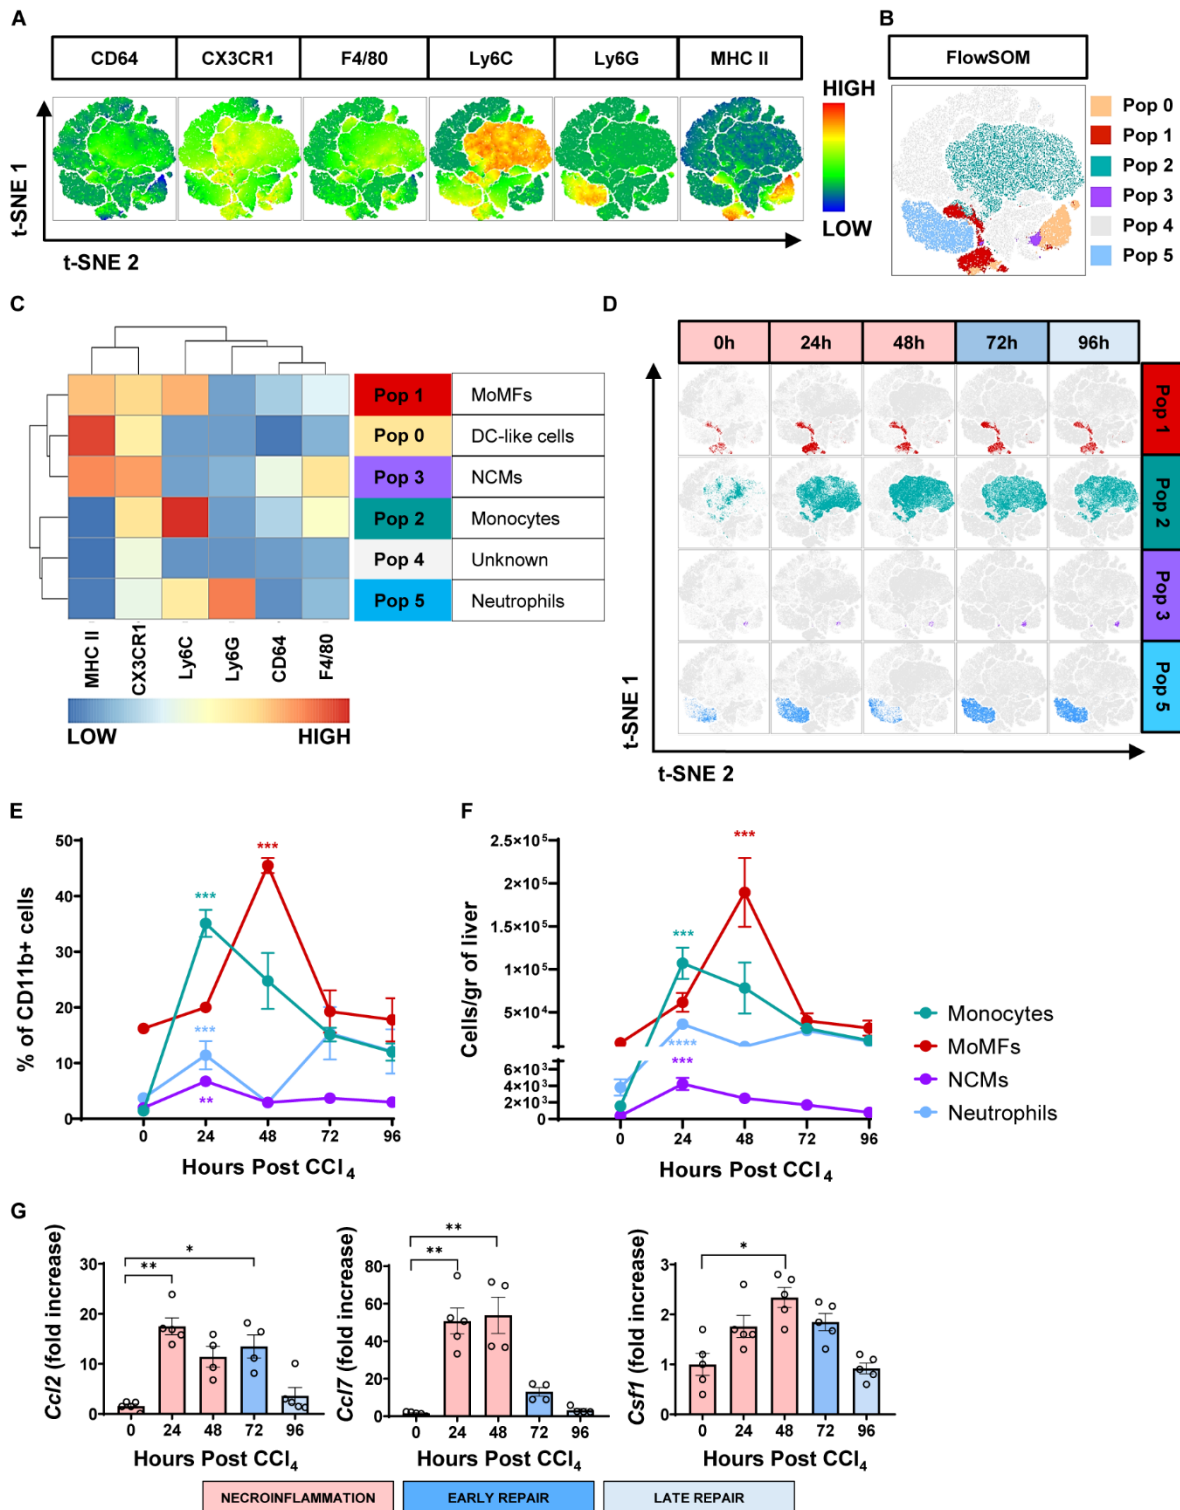 A
CD64 CX3CR1 F4/80 Ly6C Ly6G MHC II
HIGH
LOW
t-SNE 1
t-SNE 2
B
FlowSOM
Pop 0
Pop 1
Pop 2
Pop 3
Pop 4
Pop 5
C
Pop 1 MoMFs
Pop 0 DC-like cells
Pop 3 NCMs
Pop 2 Monocytes
Pop 4 Unknown
Pop 5 Neutrophils
MHC II CX3CR1 Ly6C Ly6G CD64 F4/80
LOW HIGH
D
0h 24h 48h 72h 96h
Pop 1
Pop 2
Pop 3
Pop 5
t-SNE 1
t-SNE 2
E
% of CD11b+ cells
50
40
30
20
10
0
***
***
***
**
0 24 48 72 96
Hours Post CCl4
F
Cells/gr of liver
2.5×10⁵
2×10⁵
1.5×10⁵
1×10⁵
5×10⁴
6×10³
4×10³
2×10³
0
***
***
****
***
0 24 48 72 96
Hours Post CCl4
Monocytes
MoMFs
NCMs
Neutrophils
G
Ccl2 (fold increase)
30
20
10
0
*
**
0 24 48 72 96
Hours Post CCl4
Ccl7 (fold increase)
80
60
40
20
0
**
**
0 24 48 72 96
Hours Post CCl4
Csf1 (fold increase)
3
2
1
0
*
0 24 48 72 96
Hours Post CCl4
NECROINFLAMMATION EARLY REPAIR LATE REPAIR